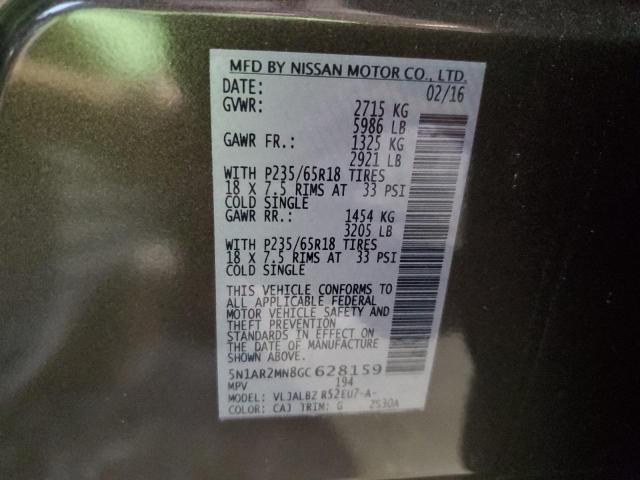 MFD BY NISSAN MOTOR CO., LTD.
DATE: 02/16
GVWR: 2715 KG
5986 LB
GAWR FR.: 1325 KG
2921 LB
WITH P235/65R18 TIRES
18 X 7.5 RIMS AT 33 PSI
COLD SINGLE
GAWR RR.: 1454 KG
3205 LB
WITH P235/65R18 TIRES
18 X 7.5 RIMS AT 33 PSI
COLD SINGLE
THIS VEHICLE CONFORMS TO
ALL APPLICABLE FEDERAL
MOTOR VEHICLE SAFETY AND
THEFT PREVENTION
STANDARDS IN EFFECT ON
THE DATE OF MANUFACTURE
SHOWN ABOVE.
5N1AR2MN8GC628159
MPV 194
MODEL: VLJALBZ R52EU7-A-
COLOR: CAJ TRIM: G 2530A